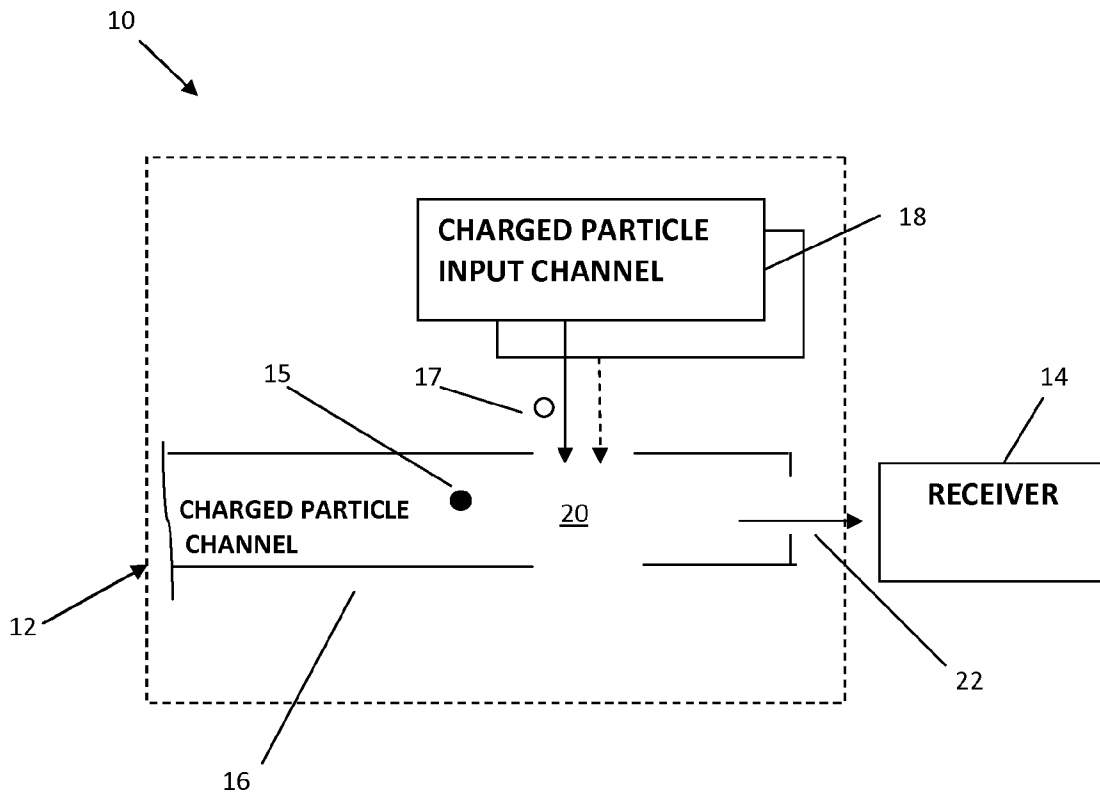 10
CHARGED PARTICLE
INPUT CHANNEL
18
15
17
14
RECEIVER
CHARGED PARTICLE
CHANNEL
20
12
22
16